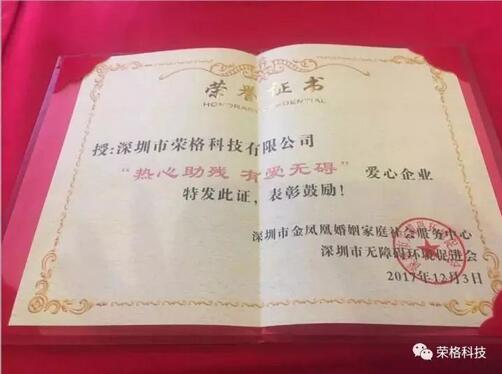 荣誉证书
HONORARY CREDENTIAL
授:深圳市荣格科技有限公司
“热心助残 有爱无碍” 爱心企业
特发此证,表彰鼓励!
深圳市金凤凰婚姻家庭社会服务中心
深圳市无障碍环境促进会
2017年12月3日
荣格科技